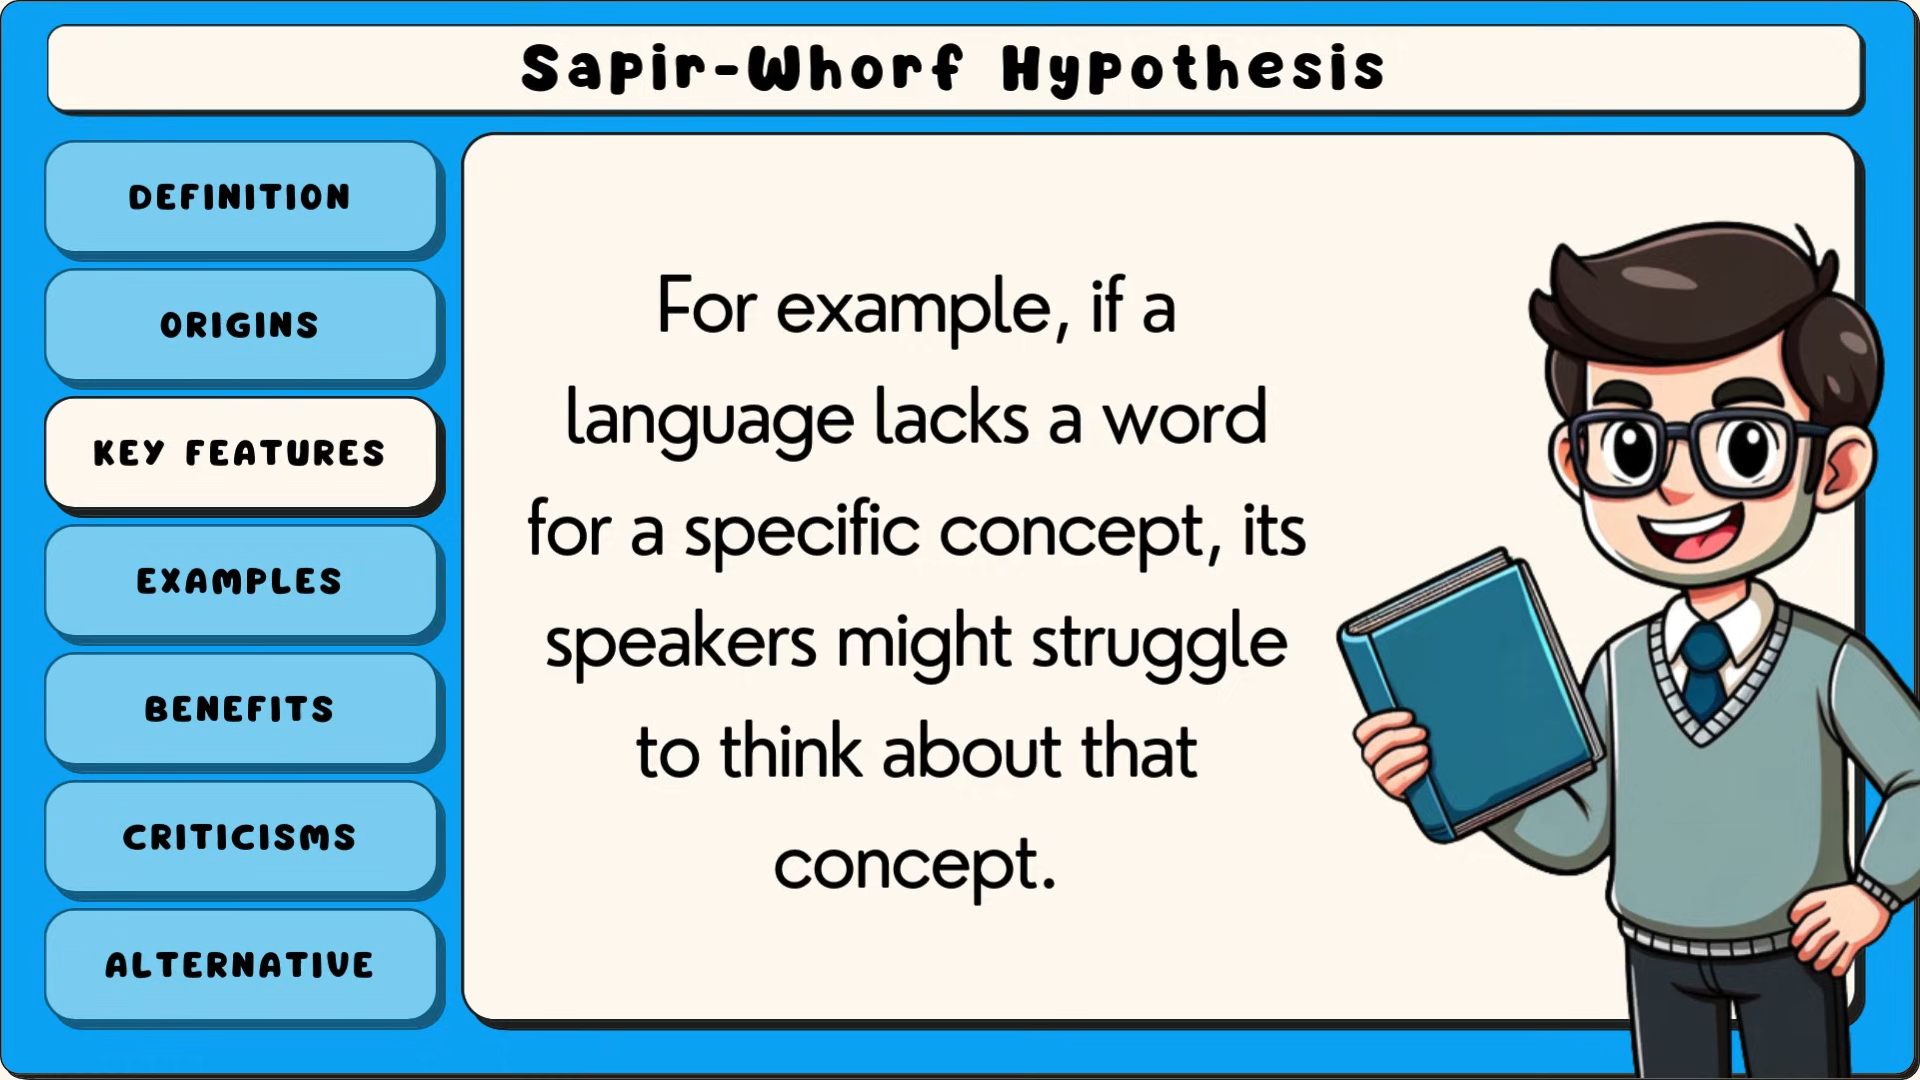 Sapir-Whorf Hypothesis
DEFINITION
ORIGINS
KEY FEATURES
EXAMPLES
BENEFITS
CRITICISMS
ALTERNATIVE
For example, if a
language lacks a word
for a specific concept, its
speakers might struggle
to think about that
concept.